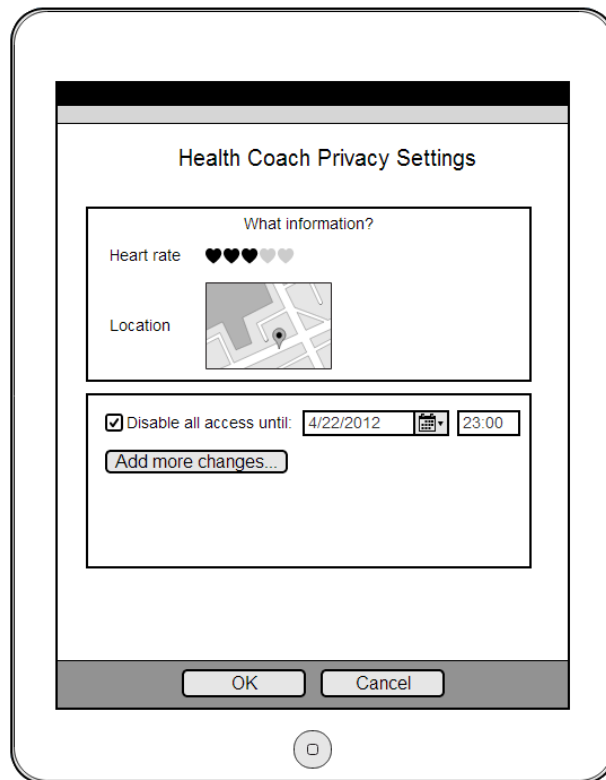 Health Coach Privacy Settings
What information?
Heart rate
Location
Disable all access until: 4/22/2012 23:00
Add more changes...
OK Cancel